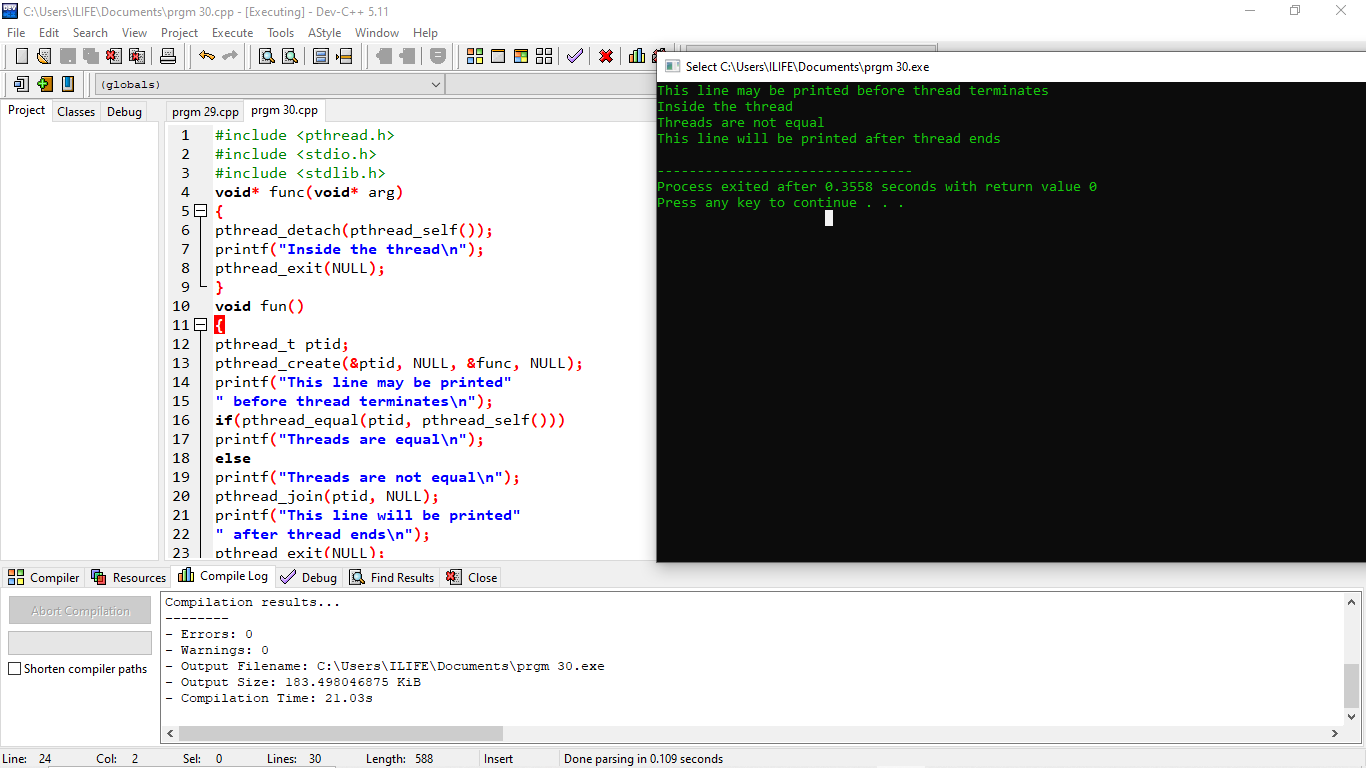 C:\Users\ILIFE\Documents\prgm 30.cpp - [Executing] - Dev-C++ 5.11
File Edit Search View Project Execute Tools AStyle Window Help
(globals)
Project Classes Debug
prgm 29.cpp prgm 30.cpp
1 #include <pthread.h>
2 #include <stdio.h>
3 #include <stdlib.h>
4 void* func(void* arg)
5 {
6 pthread_detach(pthread_self());
7 printf("Inside the thread\n");
8 pthread_exit(NULL);
9 }
10 void fun()
11 {
12 pthread_t ptid;
13 pthread_create(&ptid, NULL, &func, NULL);
14 printf("This line may be printed"
15 " before thread terminates\n");
16 if(pthread_equal(ptid, pthread_self()))
17 printf("Threads are equal\n");
18 else
19 printf("Threads are not equal\n");
20 pthread_join(ptid, NULL);
21 printf("This line will be printed"
22 " after thread ends\n");
23 pthread_exit(NULL);
Select C:\Users\ILIFE\Documents\prgm 30.exe
This line may be printed before thread terminates
Inside the thread
Threads are not equal
This line will be printed after thread ends
--------------------------------
Process exited after 0.3558 seconds with return value 0
Press any key to continue . . .
Compiler Resources Compile Log Debug Find Results Close
Abort Compilation
Shorten compiler paths
Compilation results...
--------
- Errors: 0
- Warnings: 0
- Output Filename: C:\Users\ILIFE\Documents\prgm 30.exe
- Output Size: 183.498046875 KiB
- Compilation Time: 21.03s
Line: 24 Col: 2 Sel: 0 Lines: 30 Length: 588 Insert Done parsing in 0.109 seconds